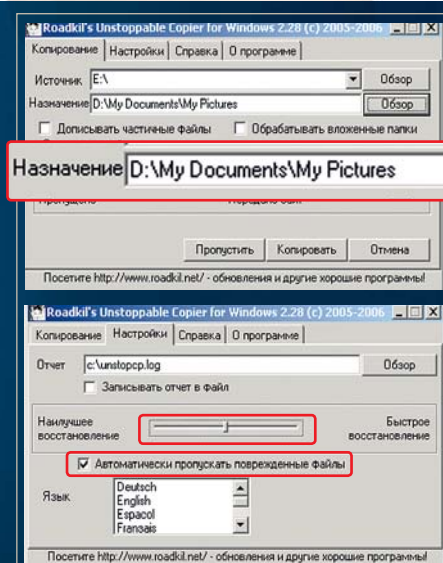 Roadkil's Unstoppable Copier for Windows 2.28 (c) 2005-2006
Копирование Настройки Справка О программе
Источник E:\ Обзор
Назначение D:\My Documents\My Pictures Обзор
Дописывать частичные файлы Обрабатывать вложенные папки
Назначение D:\My Documents\My Pictures
Пропустить Копировать Отмена
Посетите http://www.roadkil.net/ - обновления и другие хорошие программы!
Roadkil's Unstoppable Copier for Windows 2.28 (c) 2005-2006
Копирование Настройки Справка О программе
Отчет c:\unstopcp.log Обзор
Записывать отчет в файл
Наилучшее Быстрое
восстановление восстановление
Автоматически пропускать поврежденные файлы
Язык Deutsch
English
Espacol
Fransais
Посетите http://www.roadkil.net/ - обновления и другие хорошие программы!